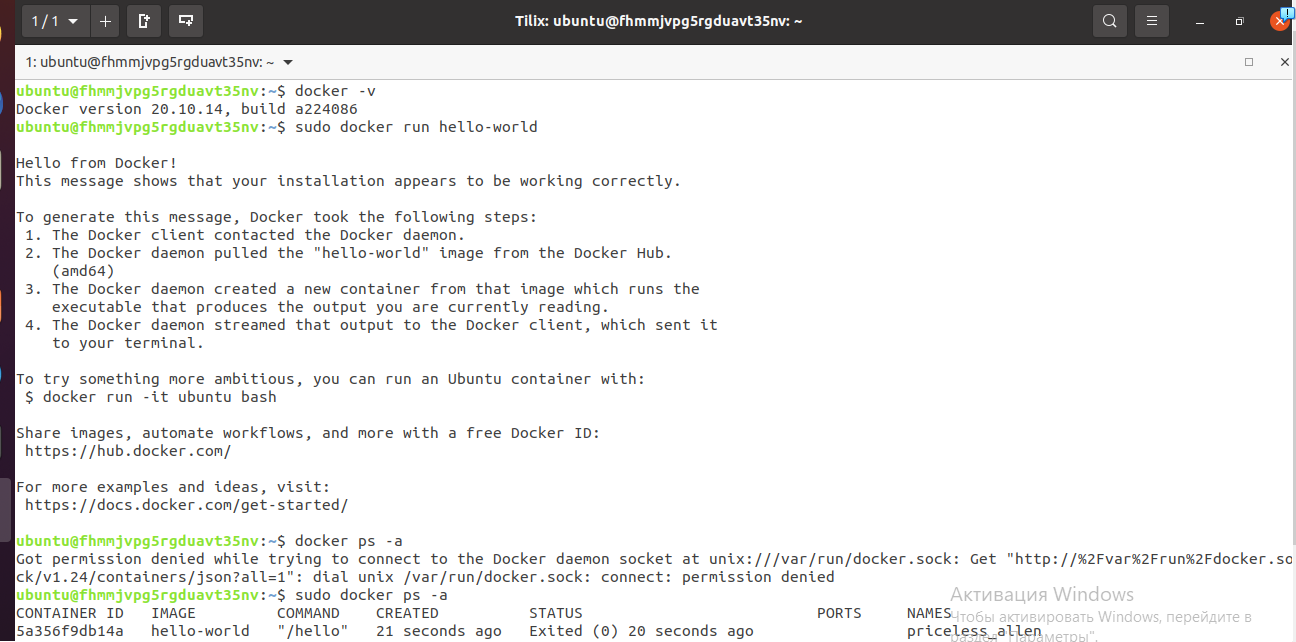 1 / 1
Tilix: ubuntu@fhmmjvpg5rgduavt35nv: ~
1: ubuntu@fhmmjvpg5rgduavt35nv: ~
ubuntu@fhmmjvpg5rgduavt35nv:~$ docker -v
Docker version 20.10.14, build a224086
ubuntu@fhmmjvpg5rgduavt35nv:~$ sudo docker run hello-world
Hello from Docker!
This message shows that your installation appears to be working correctly.
To generate this message, Docker took the following steps:
1. The Docker client contacted the Docker daemon.
2. The Docker daemon pulled the "hello-world" image from the Docker Hub.
(amd64)
3. The Docker daemon created a new container from that image which runs the
executable that produces the output you are currently reading.
4. The Docker daemon streamed that output to the Docker client, which sent it
to your terminal.
To try something more ambitious, you can run an Ubuntu container with:
$ docker run -it ubuntu bash
Share images, automate workflows, and more with a free Docker ID:
https://hub.docker.com/
For more examples and ideas, visit:
https://docs.docker.com/get-started/
ubuntu@fhmmjvpg5rgduavt35nv:~$ docker ps -a
Got permission denied while trying to connect to the Docker daemon socket at unix:///var/run/docker.sock: Get "http://%2Fvar%2Frun%2Fdocker.so
ck/v1.24/containers/json?all=1": dial unix /var/run/docker.sock: connect: permission denied
ubuntu@fhmmjvpg5rgduavt35nv:~$ sudo docker ps -a
CONTAINER ID IMAGE COMMAND CREATED STATUS PORTS NAMES
5a356f9db14a hello-world "/hello" 21 seconds ago Exited (0) 20 seconds ago priceless_allen
Активация Windows
Чтобы активировать Windows, перейдите в
раздел "Параметры".